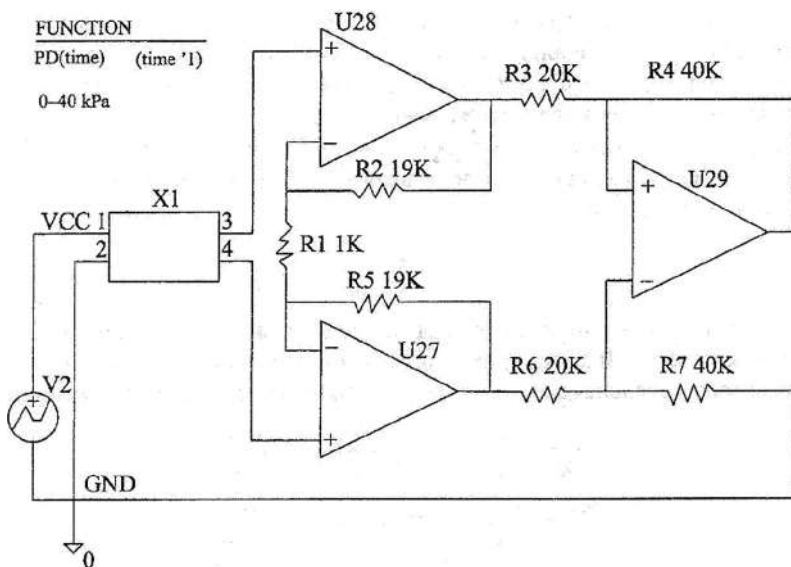 FUNCTION
PD(time) (time '1)
0–40 kPa
U28
+
−
R3 20K
R4 40K
R2 19K
U29
+
−
X1
VCC 1
2
3
4
R1 1K
R5 19K
U27
−
+
R6 20K
R7 40K
V2
+
GND
0